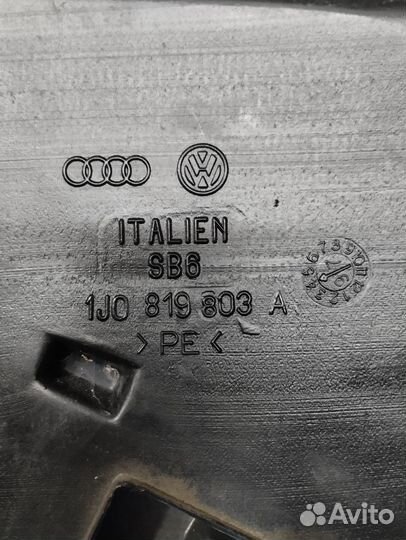 ITALIEN
SB6
1J0 819 803 A
>PE<
Avito